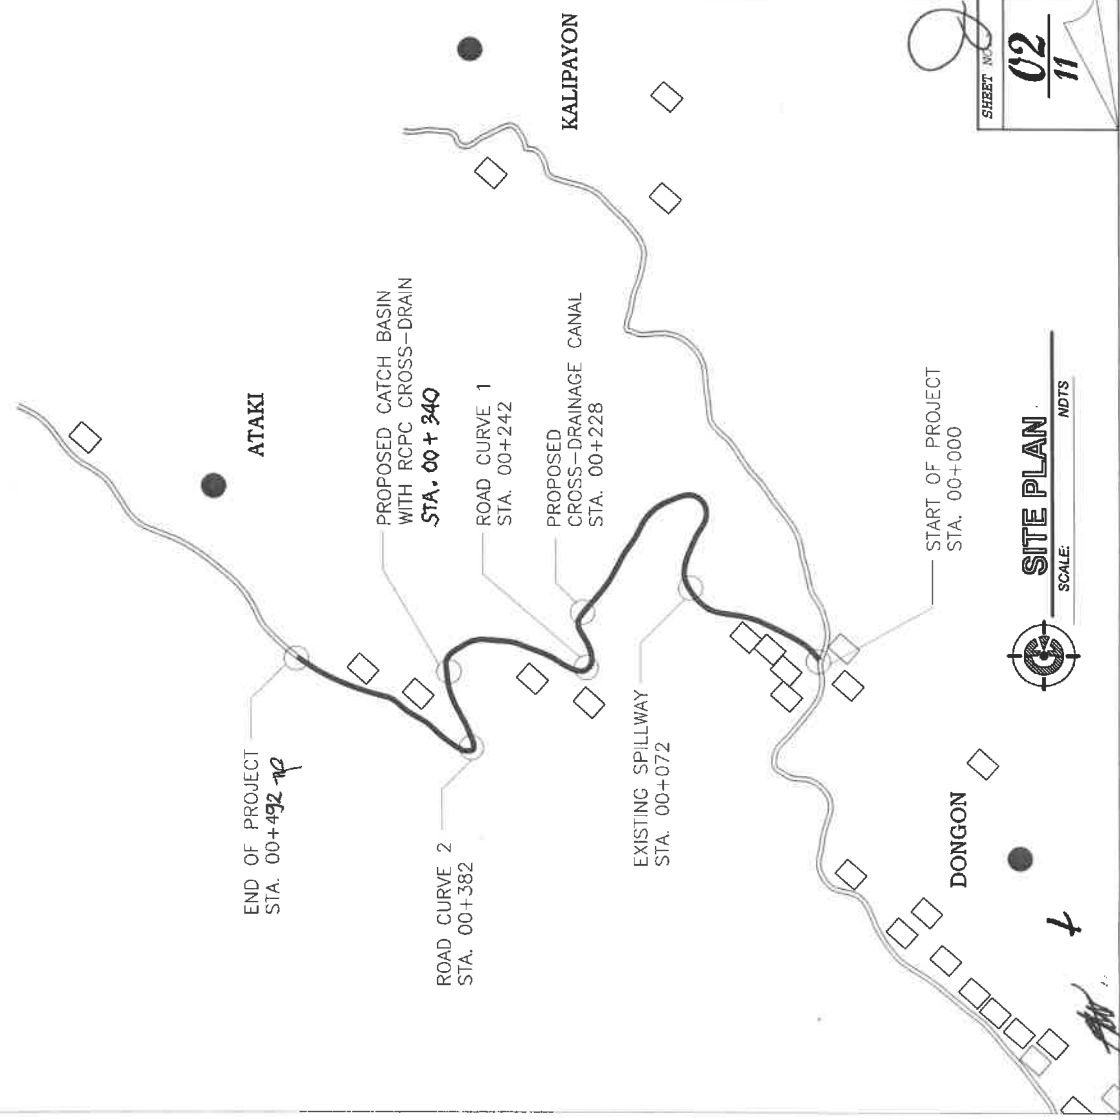 KALIPAYON
ATAKI
PROPOSED CATCH BASIN
WITH RCPC CROSS-DRAIN
STA. 00+340
ROAD CURVE 1
STA. 00+242
PROPOSED
CROSS-DRAINAGE CANAL
STA. 00+228
START OF PROJECT
STA. 00+000
END OF PROJECT
STA. 00+492
ROAD CURVE 2
STA. 00+382
EXISTING SPILLWAY
STA. 00+072
DONGON
SITE PLAN
SCALE: NDTS
SHEET NO.
02
11